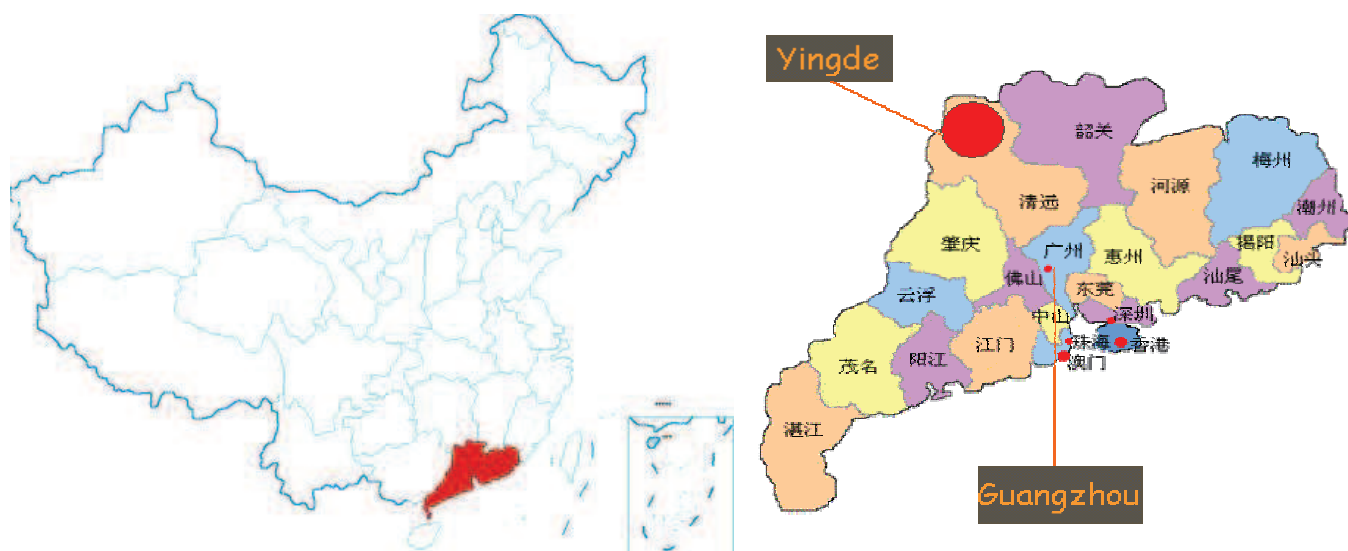 Yingde
韶关
梅州
河源
清远
潮州
肇庆
广州
揭阳
惠州
汕头
佛山
汕尾
东莞
云浮
中山
深圳
珠海
江门
香港
阳江
澳门
茂名
湛江
Guangzhou